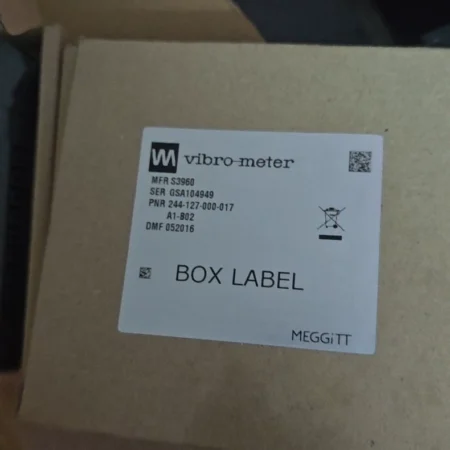 vibro-meter
MFR S3960
SER GSA104949
PNR 244-127-000-017
A1-B02
DMF 052016
BOX LABEL
MEGGiTT